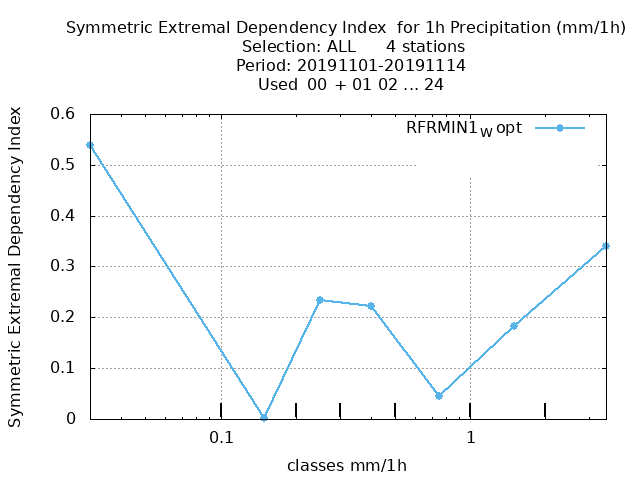 Symmetric Extremal Dependency Index  for 1h Precipitation (mm/1h)
Selection: ALL      4 stations
Period: 20191101-20191114
Used  00  + 01 02 ... 24
RFRMIN1W opt
Symmetric Extremal Dependency Index
0.6
0.5
0.4
0.3
0.2
0.1
0
0.1
1
classes mm/1h